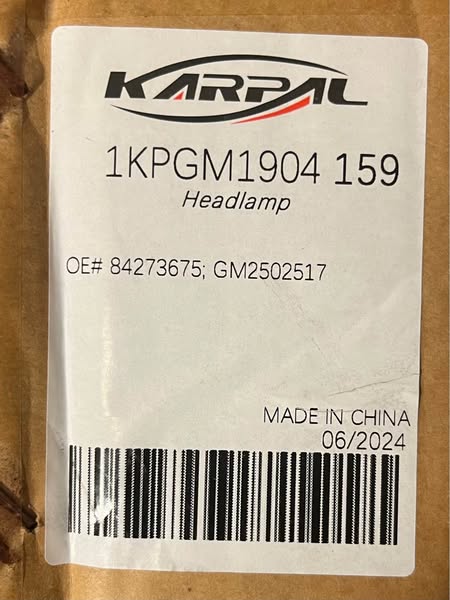 KARPAL
1KPGM1904 159
Headlamp
OE# 84273675; GM2502517
MADE IN CHINA
06/2024